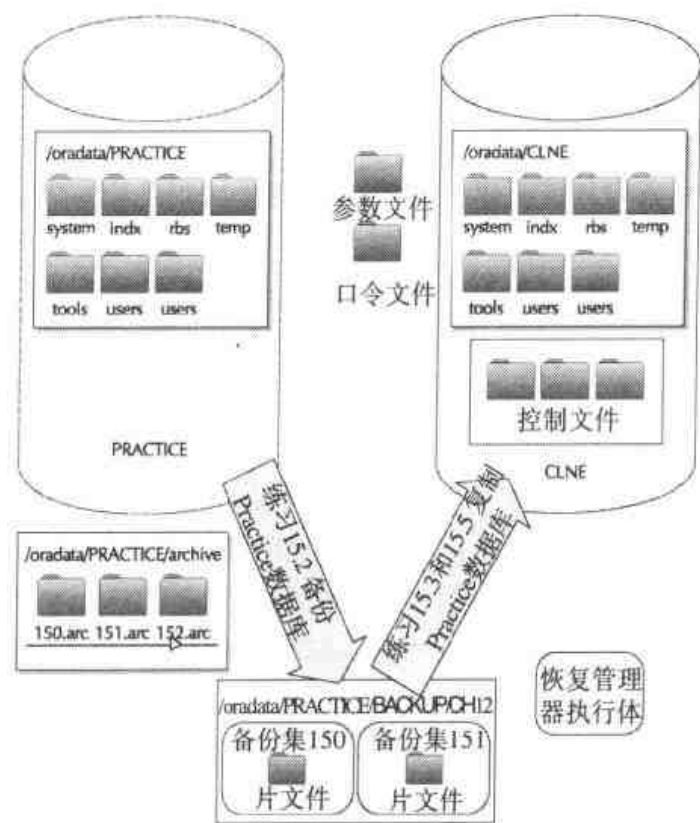 /oradata/PRACTICE
system indx rbs temp
tools users users
PRACTICE
参数文件
口令文件
/oradata/CLNE
system indx rbs temp
tools users users
控制文件
CLNE
/oradata/PRACTICE/archive
150.arc 151.arc 152.arc
练习15.2 备份
Practice数据库
练习15.3和15.5 复制
Practice数据库
/oradata/PRACTICE/BACKUP/CH12
备份集150
片文件
备份集151
片文件
恢复管理
器执行体